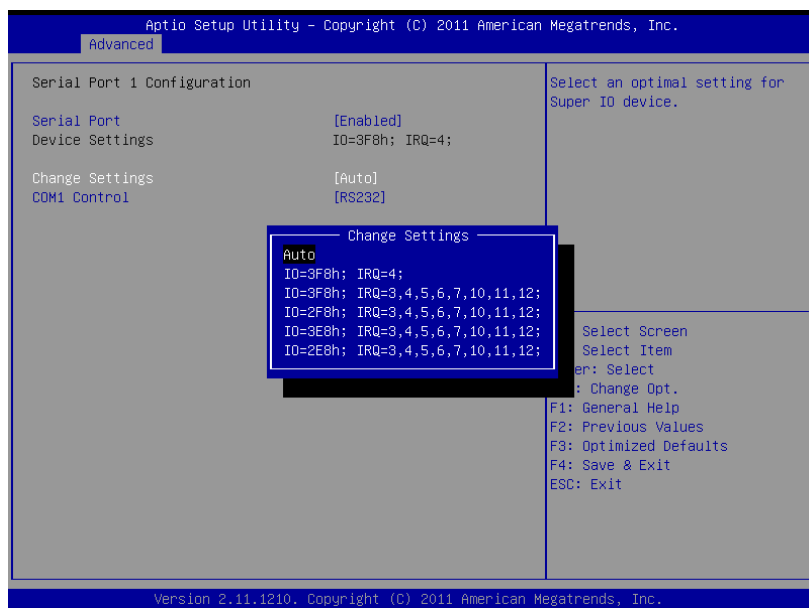 Aptio Setup Utility – Copyright (C) 2011 American Megatrends, Inc.
Advanced
Serial Port 1 Configuration
Serial Port [Enabled]
Device Settings IO=3F8h; IRQ=4;
Change Settings [Auto]
COM1 Control [RS232]
Select an optimal setting for
Super IO device.
Change Settings
Auto
IO=3F8h; IRQ=4;
IO=3F8h; IRQ=3,4,5,6,7,10,11,12;
IO=2F8h; IRQ=3,4,5,6,7,10,11,12;
IO=3E8h; IRQ=3,4,5,6,7,10,11,12;
IO=2E8h; IRQ=3,4,5,6,7,10,11,12;
Select Screen
Select Item
er: Select
: Change Opt.
F1: General Help
F2: Previous Values
F3: Optimized Defaults
F4: Save & Exit
ESC: Exit
Version 2.11.1210. Copyright (C) 2011 American Megatrends, Inc.